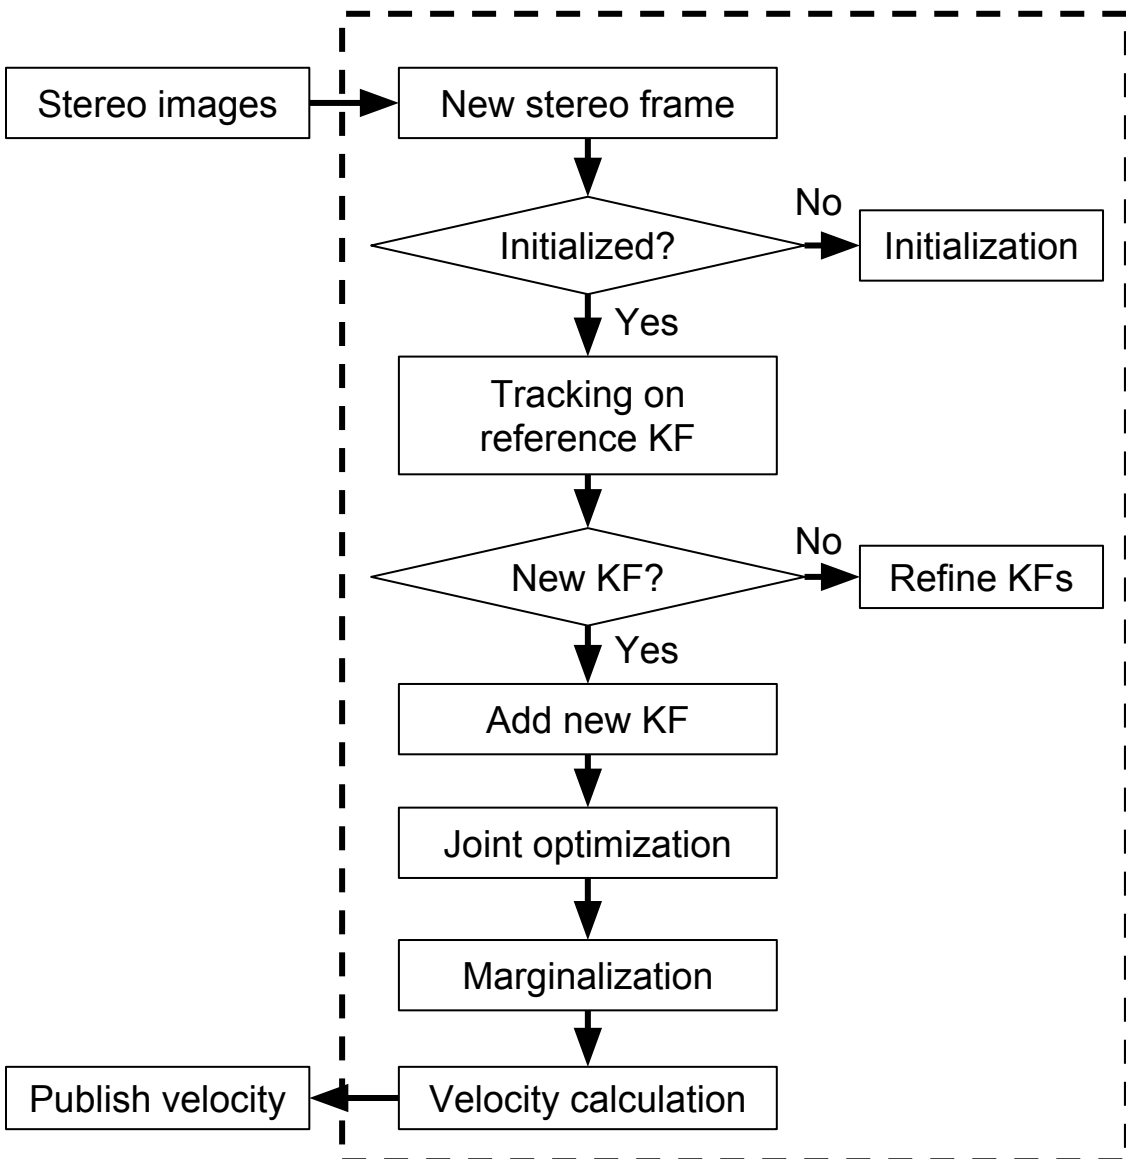 Stereo images
New stereo frame
Initialized?
No
Initialization
Yes
Tracking on
reference KF
New KF?
No
Refine KFs
Yes
Add new KF
Joint optimization
Marginalization
Velocity calculation
Publish velocity